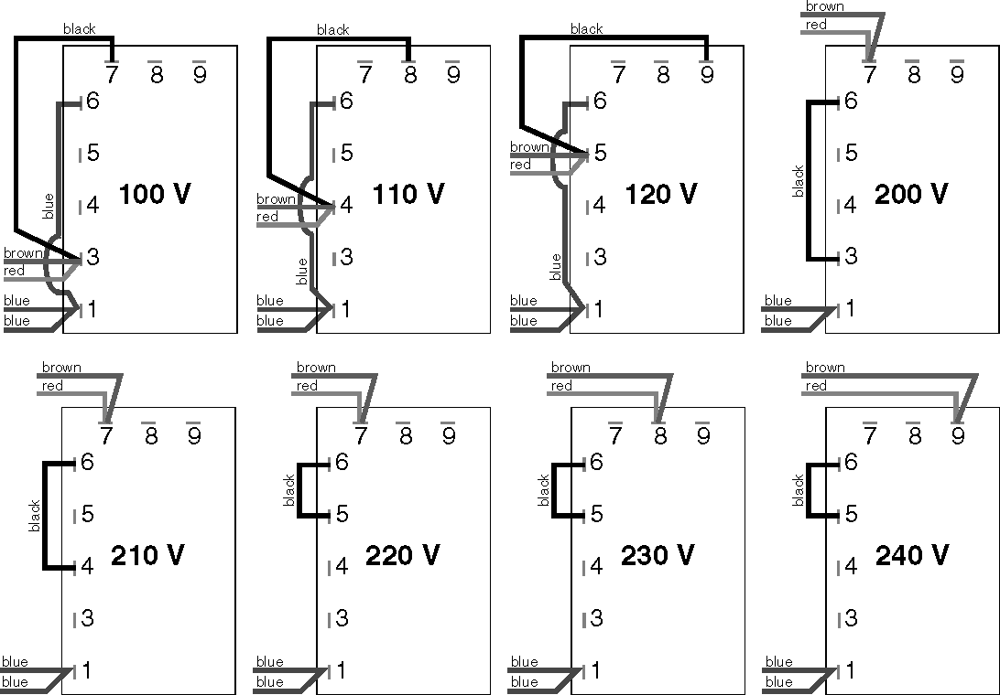 black
7 8 9
6
5
blue
4
100 V
brown
3
red
blue
1
blue
black
7 8 9
6
5
brown
4
110 V
red
blue
3
1
blue
blue
black
7 8 9
6
brown
5
red
4
120 V
blue
3
blue
1
blue
brown
red
7 8 9
6
5
black
4
200 V
3
blue
1
blue
brown
red
7 8 9
6
5
black
4
210 V
3
blue
1
blue
brown
red
7 8 9
6
black
5
4
220 V
3
blue
1
blue
brown
red
7 8 9
6
black
5
4
230 V
3
blue
1
blue
brown
red
7 8 9
6
black
5
4
240 V
3
blue
1
blue